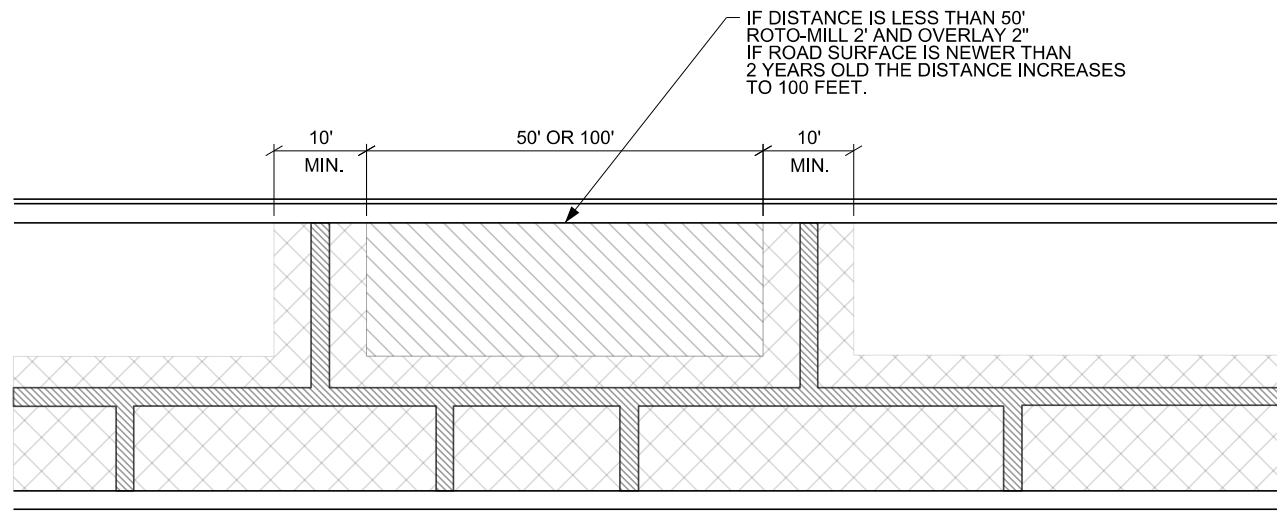 IF DISTANCE IS LESS THAN 50'
ROTO-MILL 2' AND OVERLAY 2"
IF ROAD SURFACE IS NEWER THAN
2 YEARS OLD THE DISTANCE INCREASES
TO 100 FEET.
10'
MIN.
50' OR 100'
10'
MIN.